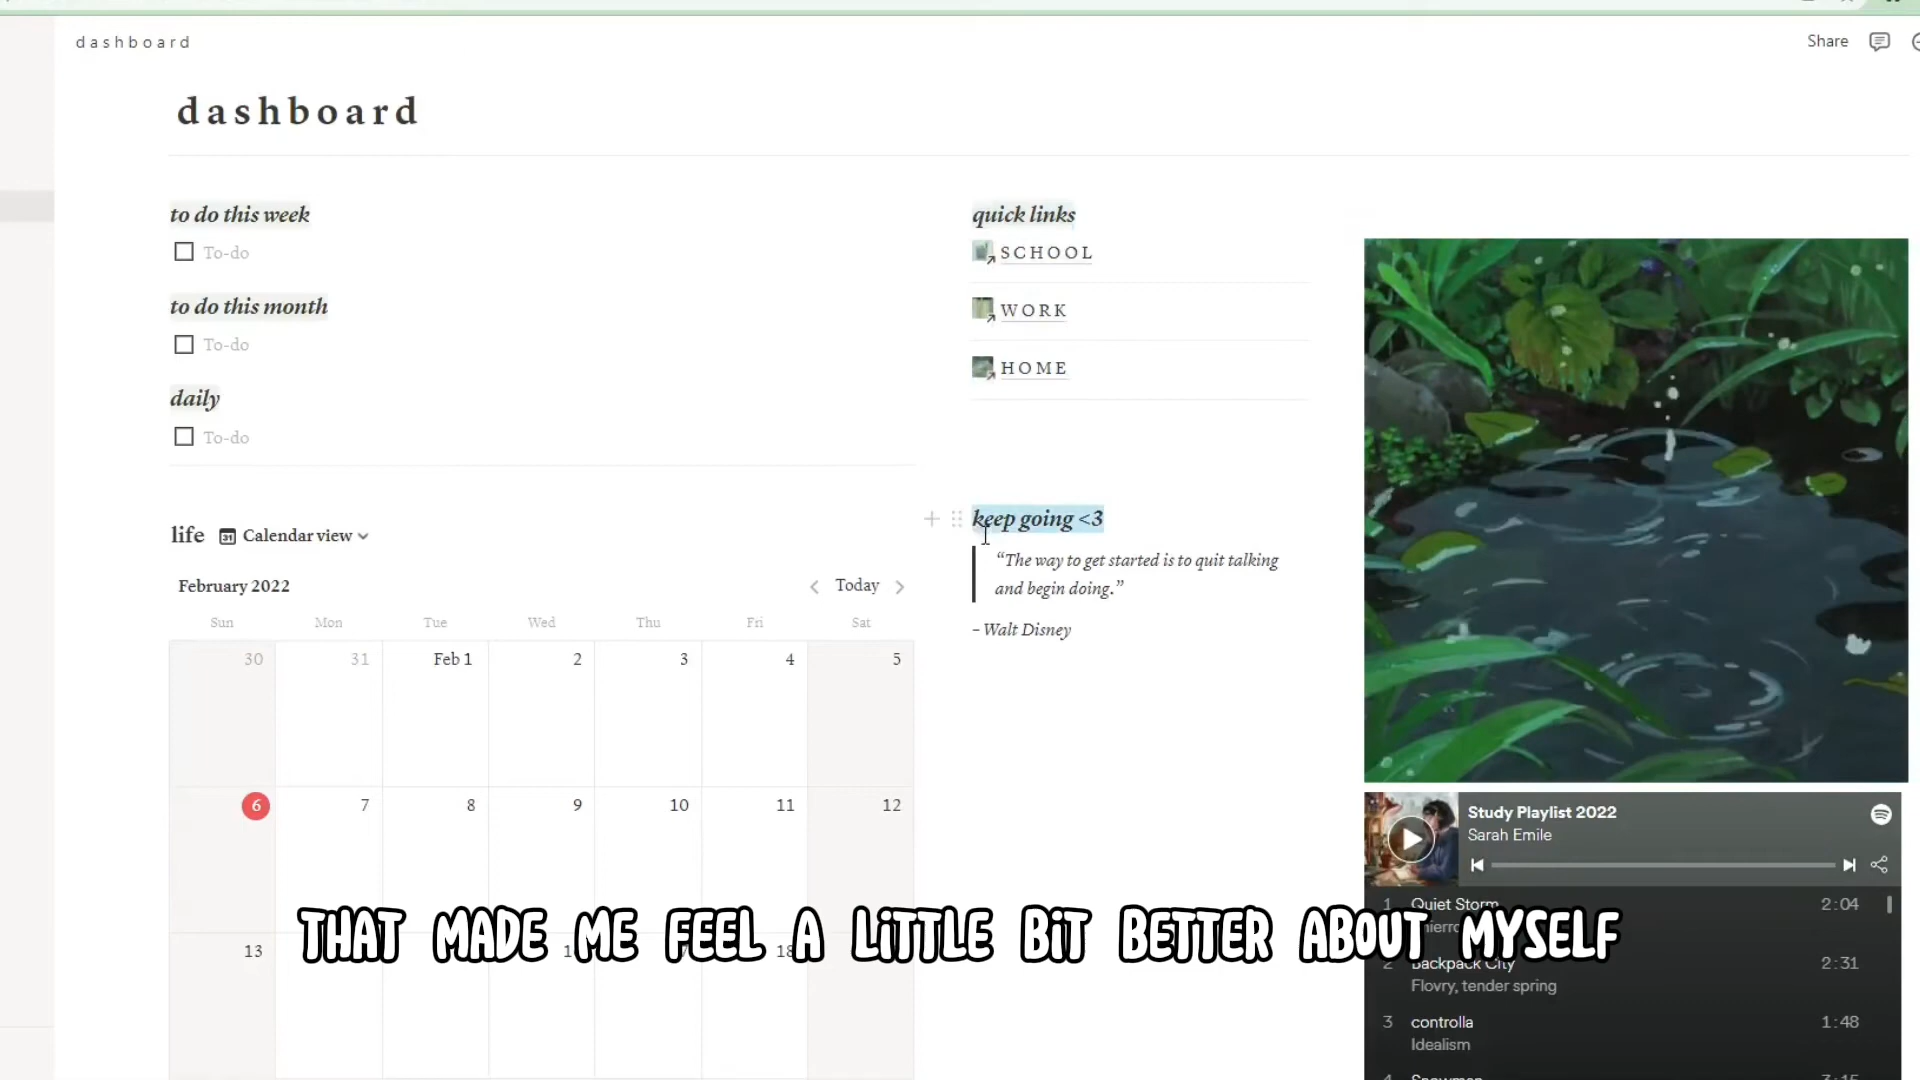 dashboard
Share
dashboard
to do this week
To-do
to do this month
To-do
daily
To-do
quick links
SCHOOL
WORK
HOME
keep going <3
“The way to get started is to quit talking
and begin doing.”
– Walt Disney
life 31 Calendar view
February 2022
Today
Sun Mon Tue Wed Thu Fri Sat
30 31 Feb 1 2 3 4 5
6 7 8 9 10 11 12
13
18
Study Playlist 2022
Sarah Emile
1 Quiet Storm 2:04
2 Backpack City 2:31
Flovry, tender spring
3 controlla 1:48
Idealism
THAT MADE ME FEEL A LITTLE BIT BETTER ABOUT MYSELF